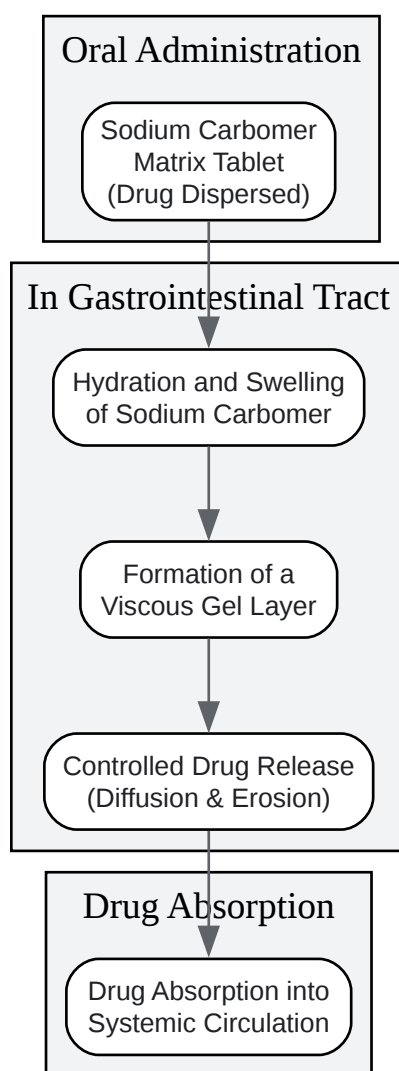 Oral Administration
Sodium Carbomer
Matrix Tablet
(Drug Dispersed)
In Gastrointestinal Tract
Hydration and Swelling
of Sodium Carbomer
Formation of a
Viscous Gel Layer
Controlled Drug Release
(Diffusion & Erosion)
Drug Absorption
Drug Absorption into
Systemic Circulation